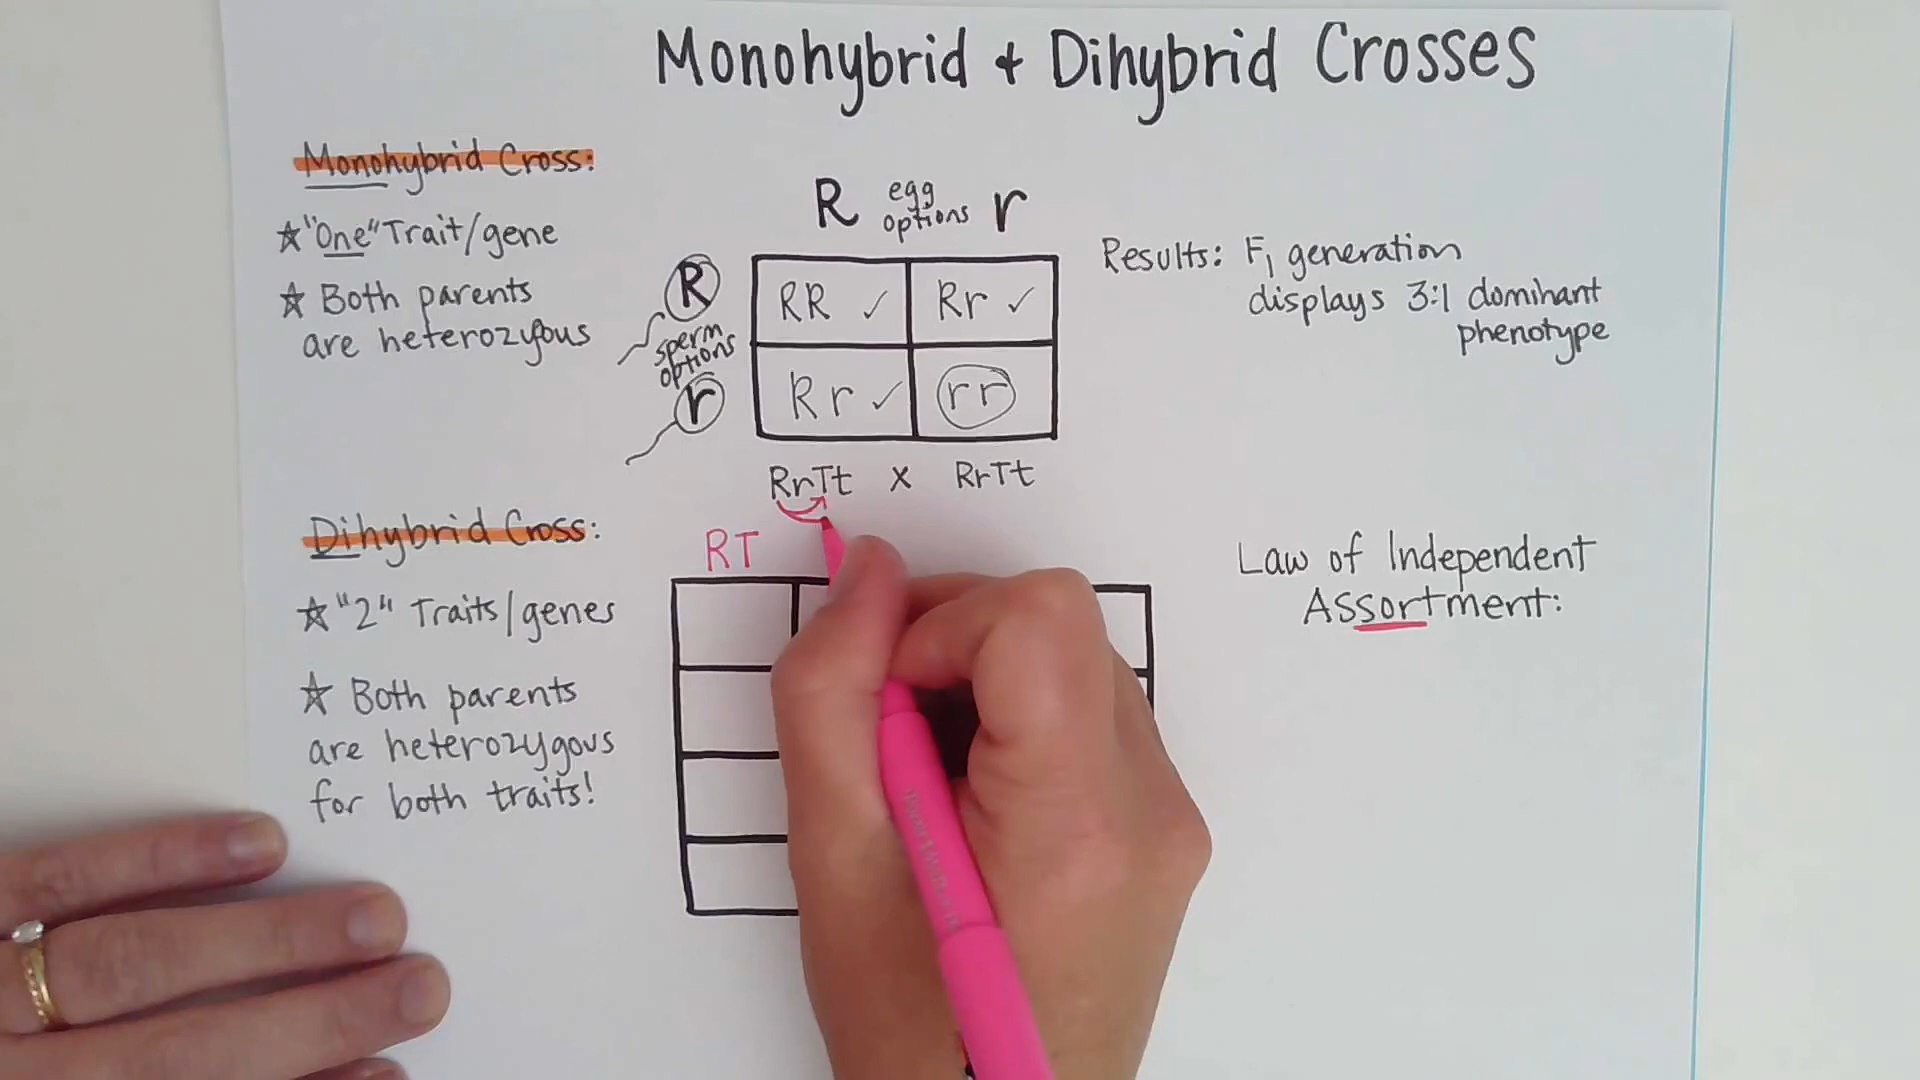 Monohybrid + Dihybrid Crosses
Monohybrid Cross:
"One" Trait/gene
Both parents
are heterozygous
R egg options r
R
sperm
options
r
RR ✓ Rr ✓
Rr ✓ rr
Results: F1 generation
displays 3:1 dominant
phenotype
RrTt x RrTt
Dihybrid Cross:
"2" Traits/genes
Both parents
are heterozygous
for both traits!
RT
Law of Independent
Assortment: